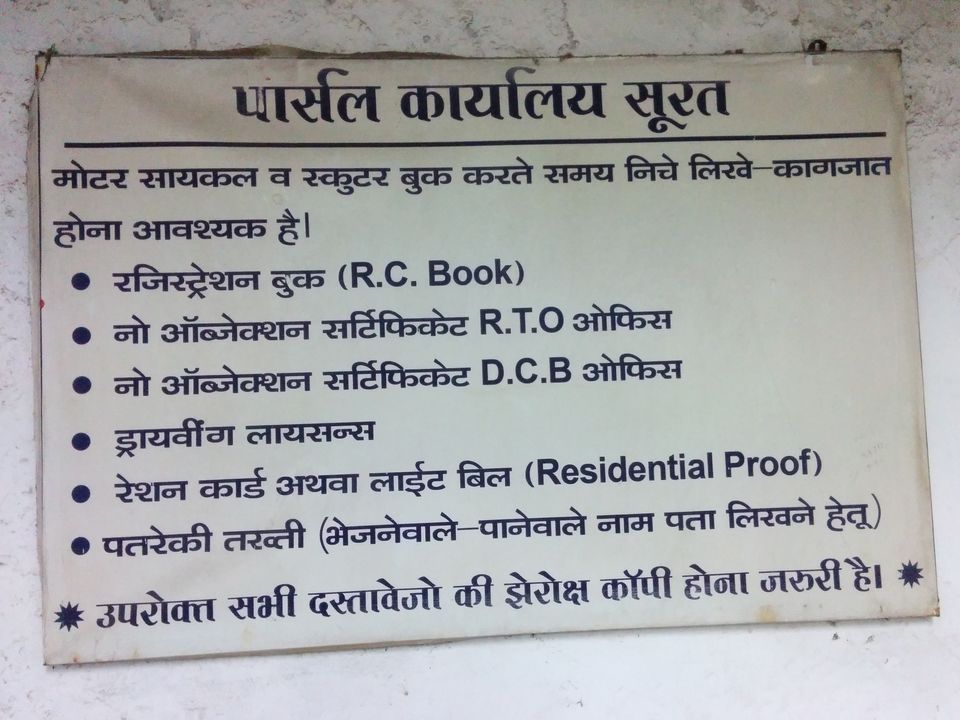 पार्सल कार्यालय सूरत
मोटर सायकल व स्कुटर बुक करते समय निचे लिखे-कागजात
होना आवश्यक है।
• रजिस्ट्रेशन बुक (R.C. Book)
• नो ऑब्जेक्शन सर्टिफिकेट R.T.O ओफिस
• नो ऑब्जेक्शन सर्टिफिकेट D.C.B ओफिस
• ड्रायवींग लायसन्स
• रेशन कार्ड अथवा लाईट बिल (Residential Proof)
• पतरेकी तख्ती (भेजनेवाले-पानेवाले नाम पता लिखने हेतू)
✸ उपरोक्त सभी दस्तावेजो की झेरोक्ष कॉपी होना जरुरी है। ✸